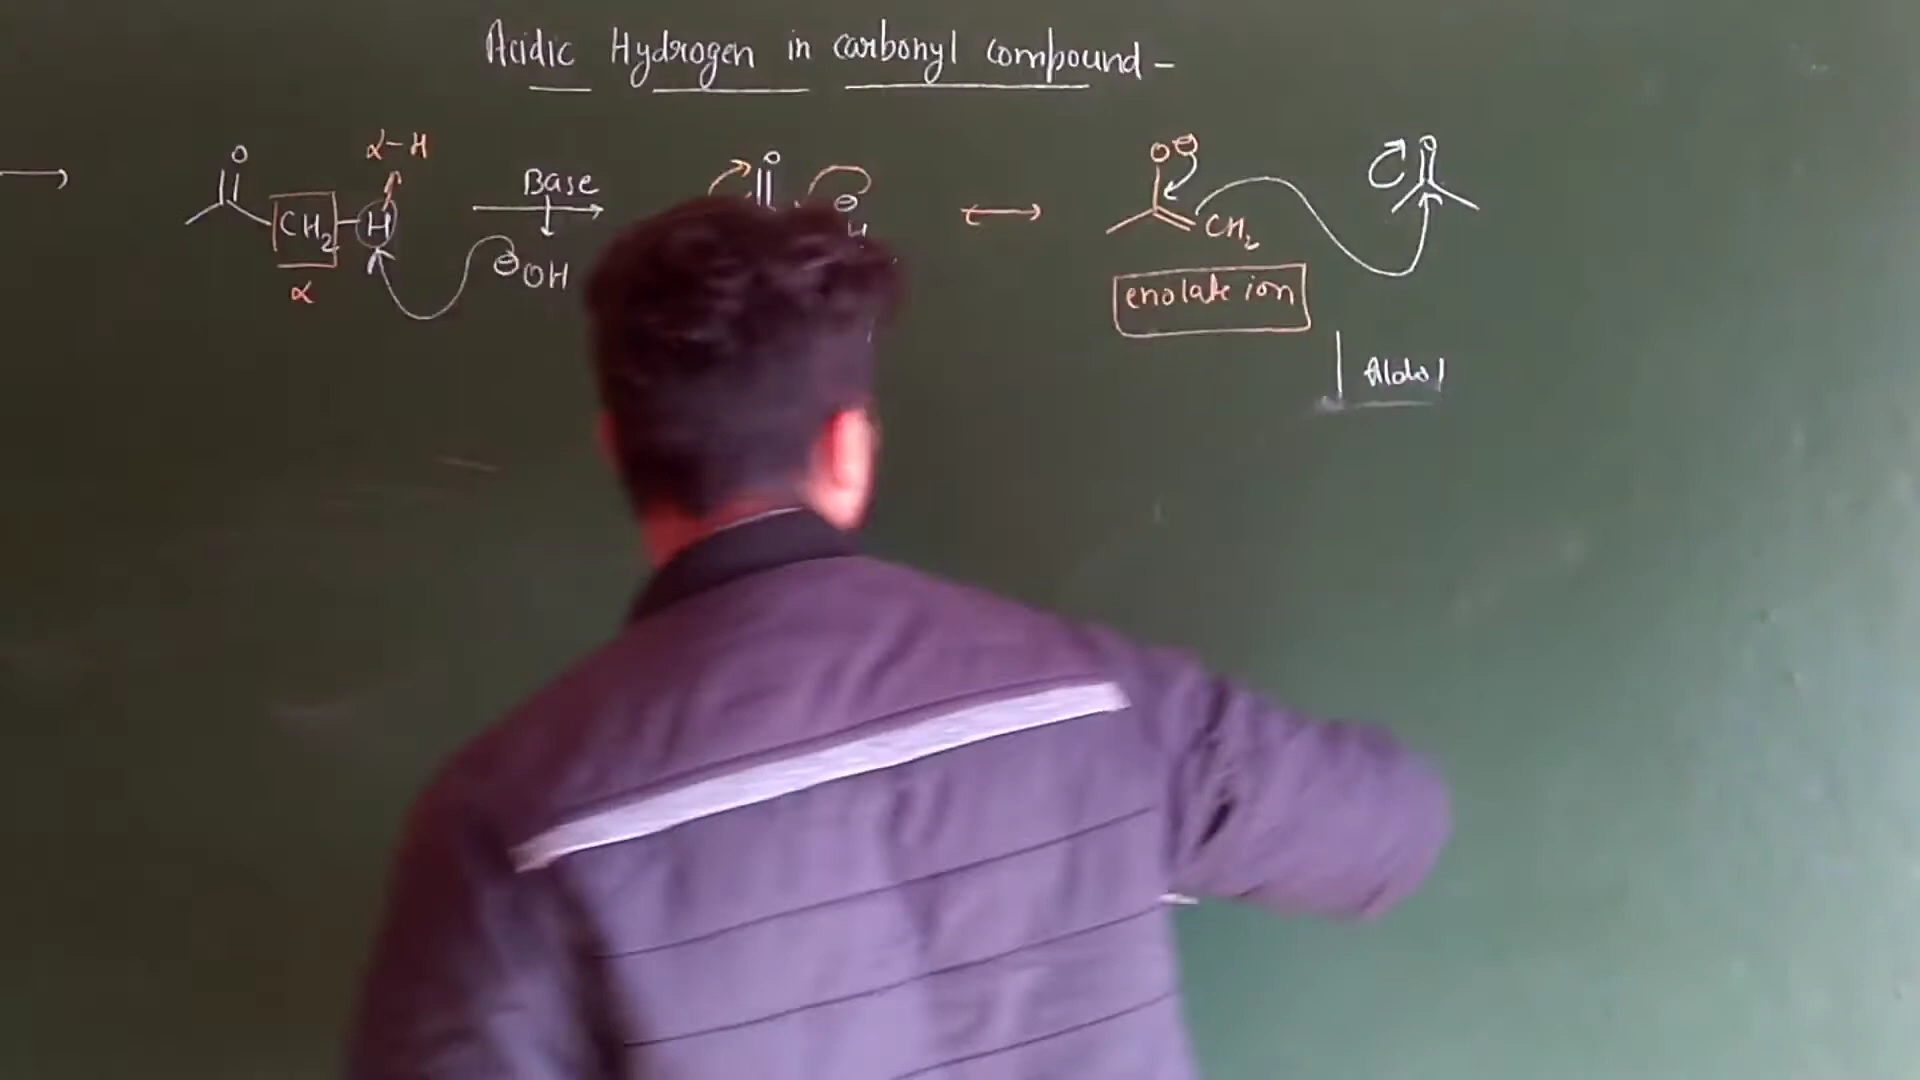 Acidic Hydrogen in carbonyl compound -
α-H
O
CH2-H
α
Base
⊖OH
O
⊖
O⊖
CH2
enolate ion
O
Aldol